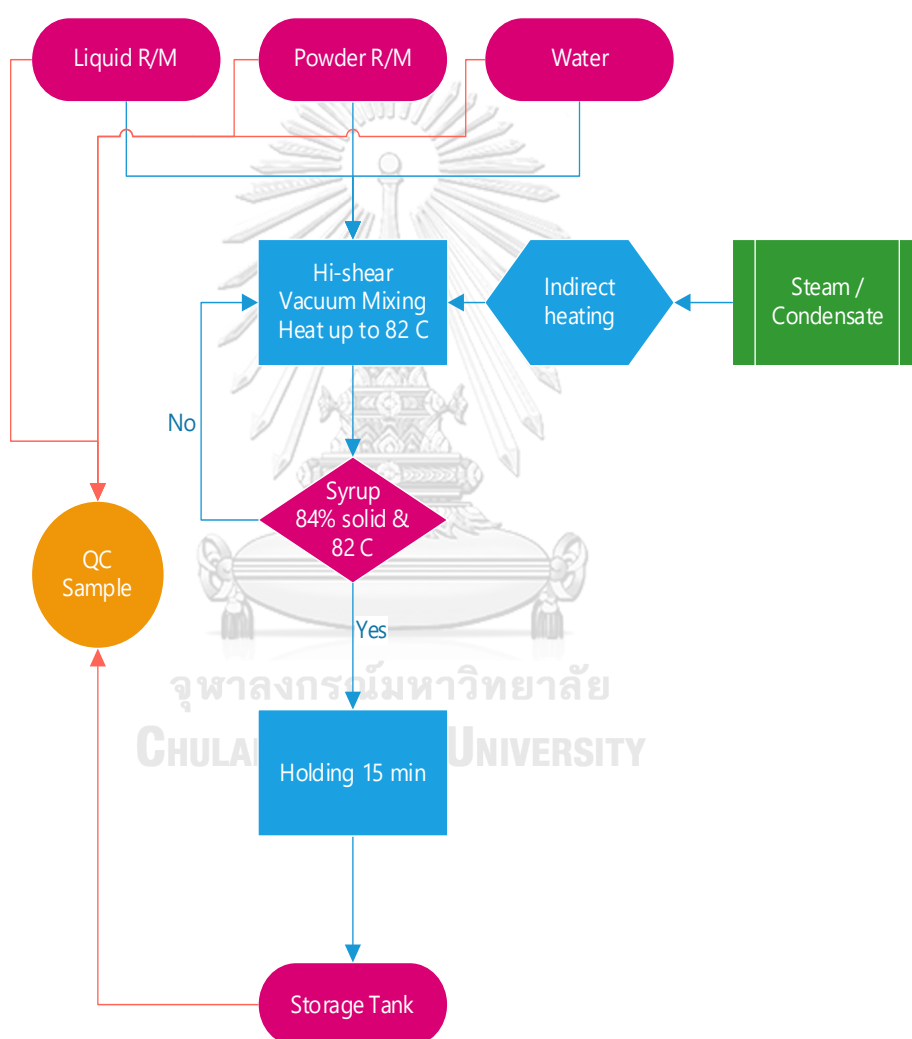 Liquid R/M
Powder R/M
Water
Hi-shear
Vacuum Mixing
Heat up to 82 C
Indirect
heating
Steam /
Condensate
No
Syrup
84% solid &
82 C
QC
Sample
Yes
จุฬาลงกรณ์มหาวิทยาลัย
UNIVERSITY
Holding 15 min
Storage Tank